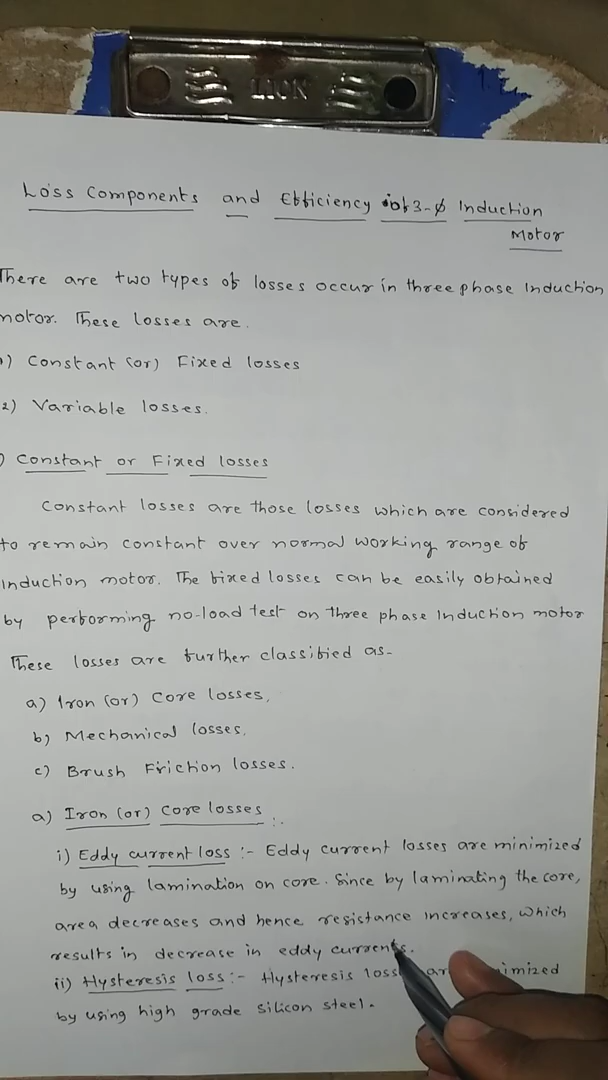 LION
Loss Components and Efficiency of 3-φ Induction
Motor
There are two types of losses occur in three phase Induction
motor. These losses are.
1) Constant (or) Fixed losses
2) Variable losses.
) Constant or Fixed losses
Constant losses are those losses which are considered
to remain constant over normal working range of
Induction motor. The fixed losses can be easily obtained
by performing no-load test on three phase Induction motor
These losses are further classified as-
a) Iron (or) Core losses,
b) Mechanical losses,
c) Brush Friction losses.
a) Iron (or) Core losses :.
i) Eddy current loss :- Eddy current losses are minimized
by using lamination on core. Since by laminating the core,
area decreases and hence resistance increases, which
results in decrease in eddy currents.
ii) Hysteresis loss :- Hysteresis
by using high grade silicon steel.